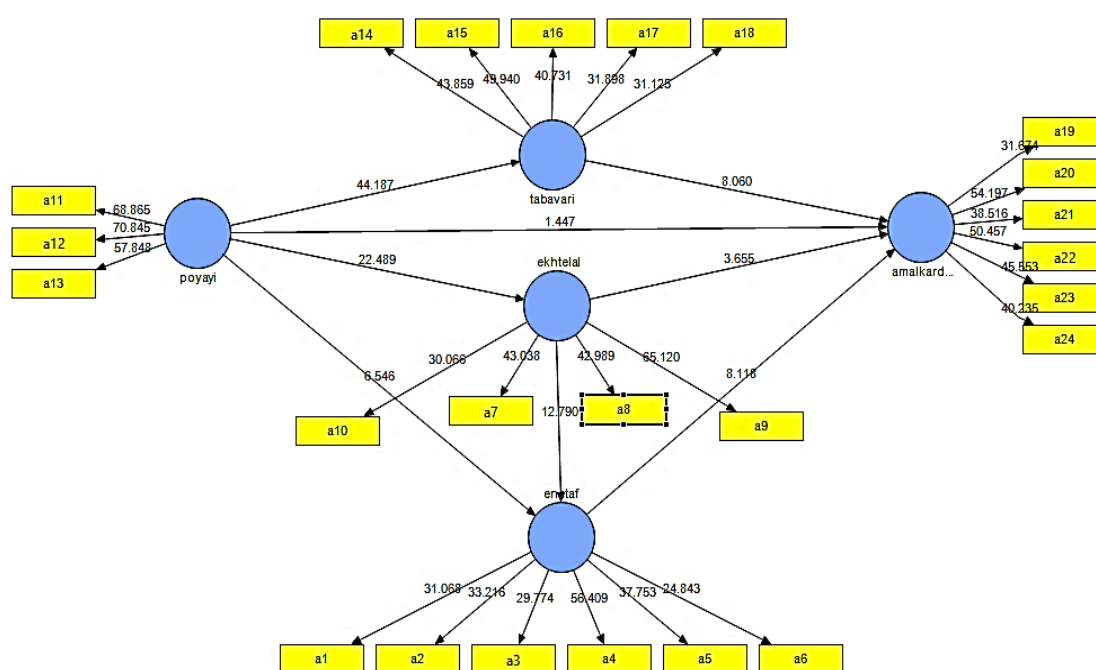 a14
a15
a16
a17
a18
43.859
49.940
40.731
31.898
31.125
tabavari
a11
a12
a13
68.865
70.845
57.848
poyayi
44.187
8.060
1.447
22.489
ekhtelal
3.655
6.546
8.118
a19
a20
a21
a22
a23
a24
31.674
54.197
38.516
50.457
45.553
40.235
amalkard...
30.066
43.038
42.989
65.120
12.790
a10
a7
a8
a9
31.068
33.216
29.774
56.409
37.753
24.843
a1
a2
a3
a4
a5
a6